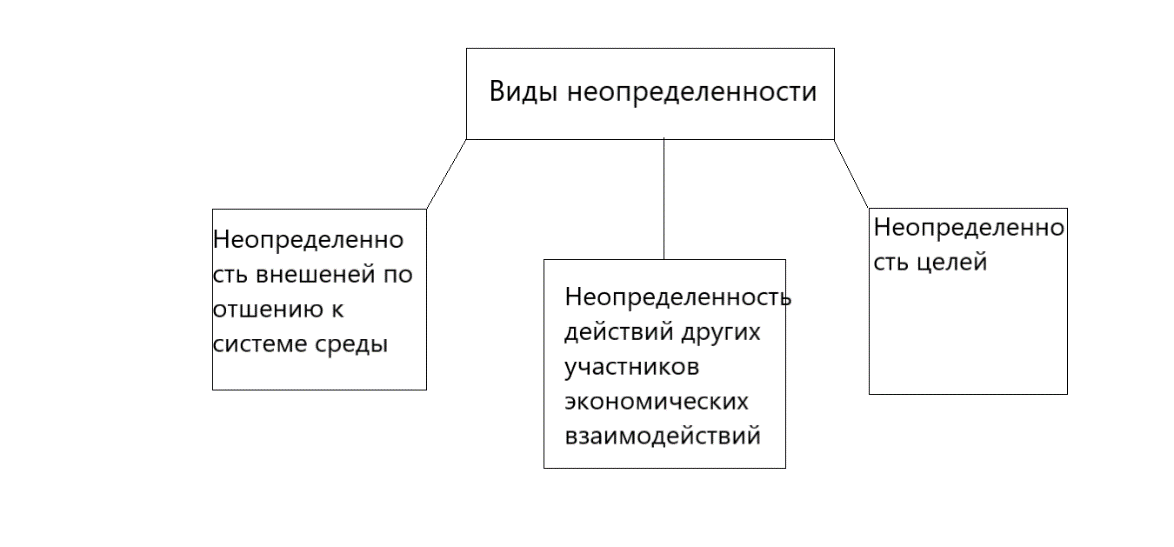 Виды неопределенности
Неопределенно
сть внешеней по
отшению к
системе среды
Неопределенность
действий других
участников
экономических
взаимодействий
Неопределенно
сть целей